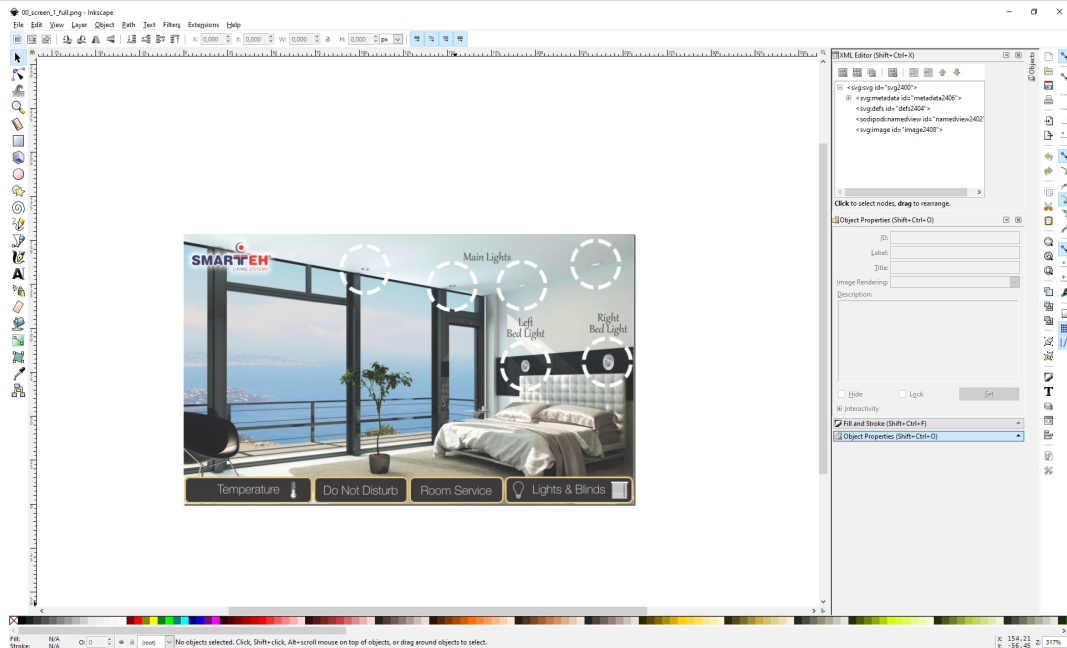 00_screen_1_full.png - Inkscape
File Edit View Layer Object Path Text Filters Extensions Help
X: 0,000 Y: 0,000 W: 0,000 H: 0,000 px
XML Editor (Shift+Ctrl+X)
Objects
<svg:svg id="svg2400">
<svg:metadata id="metadata2406">
<svg:defs id="defs2404">
<sodipodi:namedview id="namedview2402"
<svg:image id="image2408">
Click to select nodes, drag to rearrange.
Object Properties (Shift+Ctrl+O)
ID:
Label:
Title:
Image Rendering:
Description:
Hide Lock Set
Interactivity
Fill and Stroke (Shift+Ctrl+F)
Object Properties (Shift+Ctrl+O)
SMARTEH
LIVING SYSTEMS
Main Lights
Left
Bed Light
Right
Bed Light
Temperature Do Not Disturb Room Service Lights & Blinds
Fill: N/A
Stroke: N/A
O: 0
(root)
No objects selected. Click, Shift+click, Alt+scroll mouse on top of objects, or drag around objects to select.
X: 154.21
Y: -56.45
Z: 317%